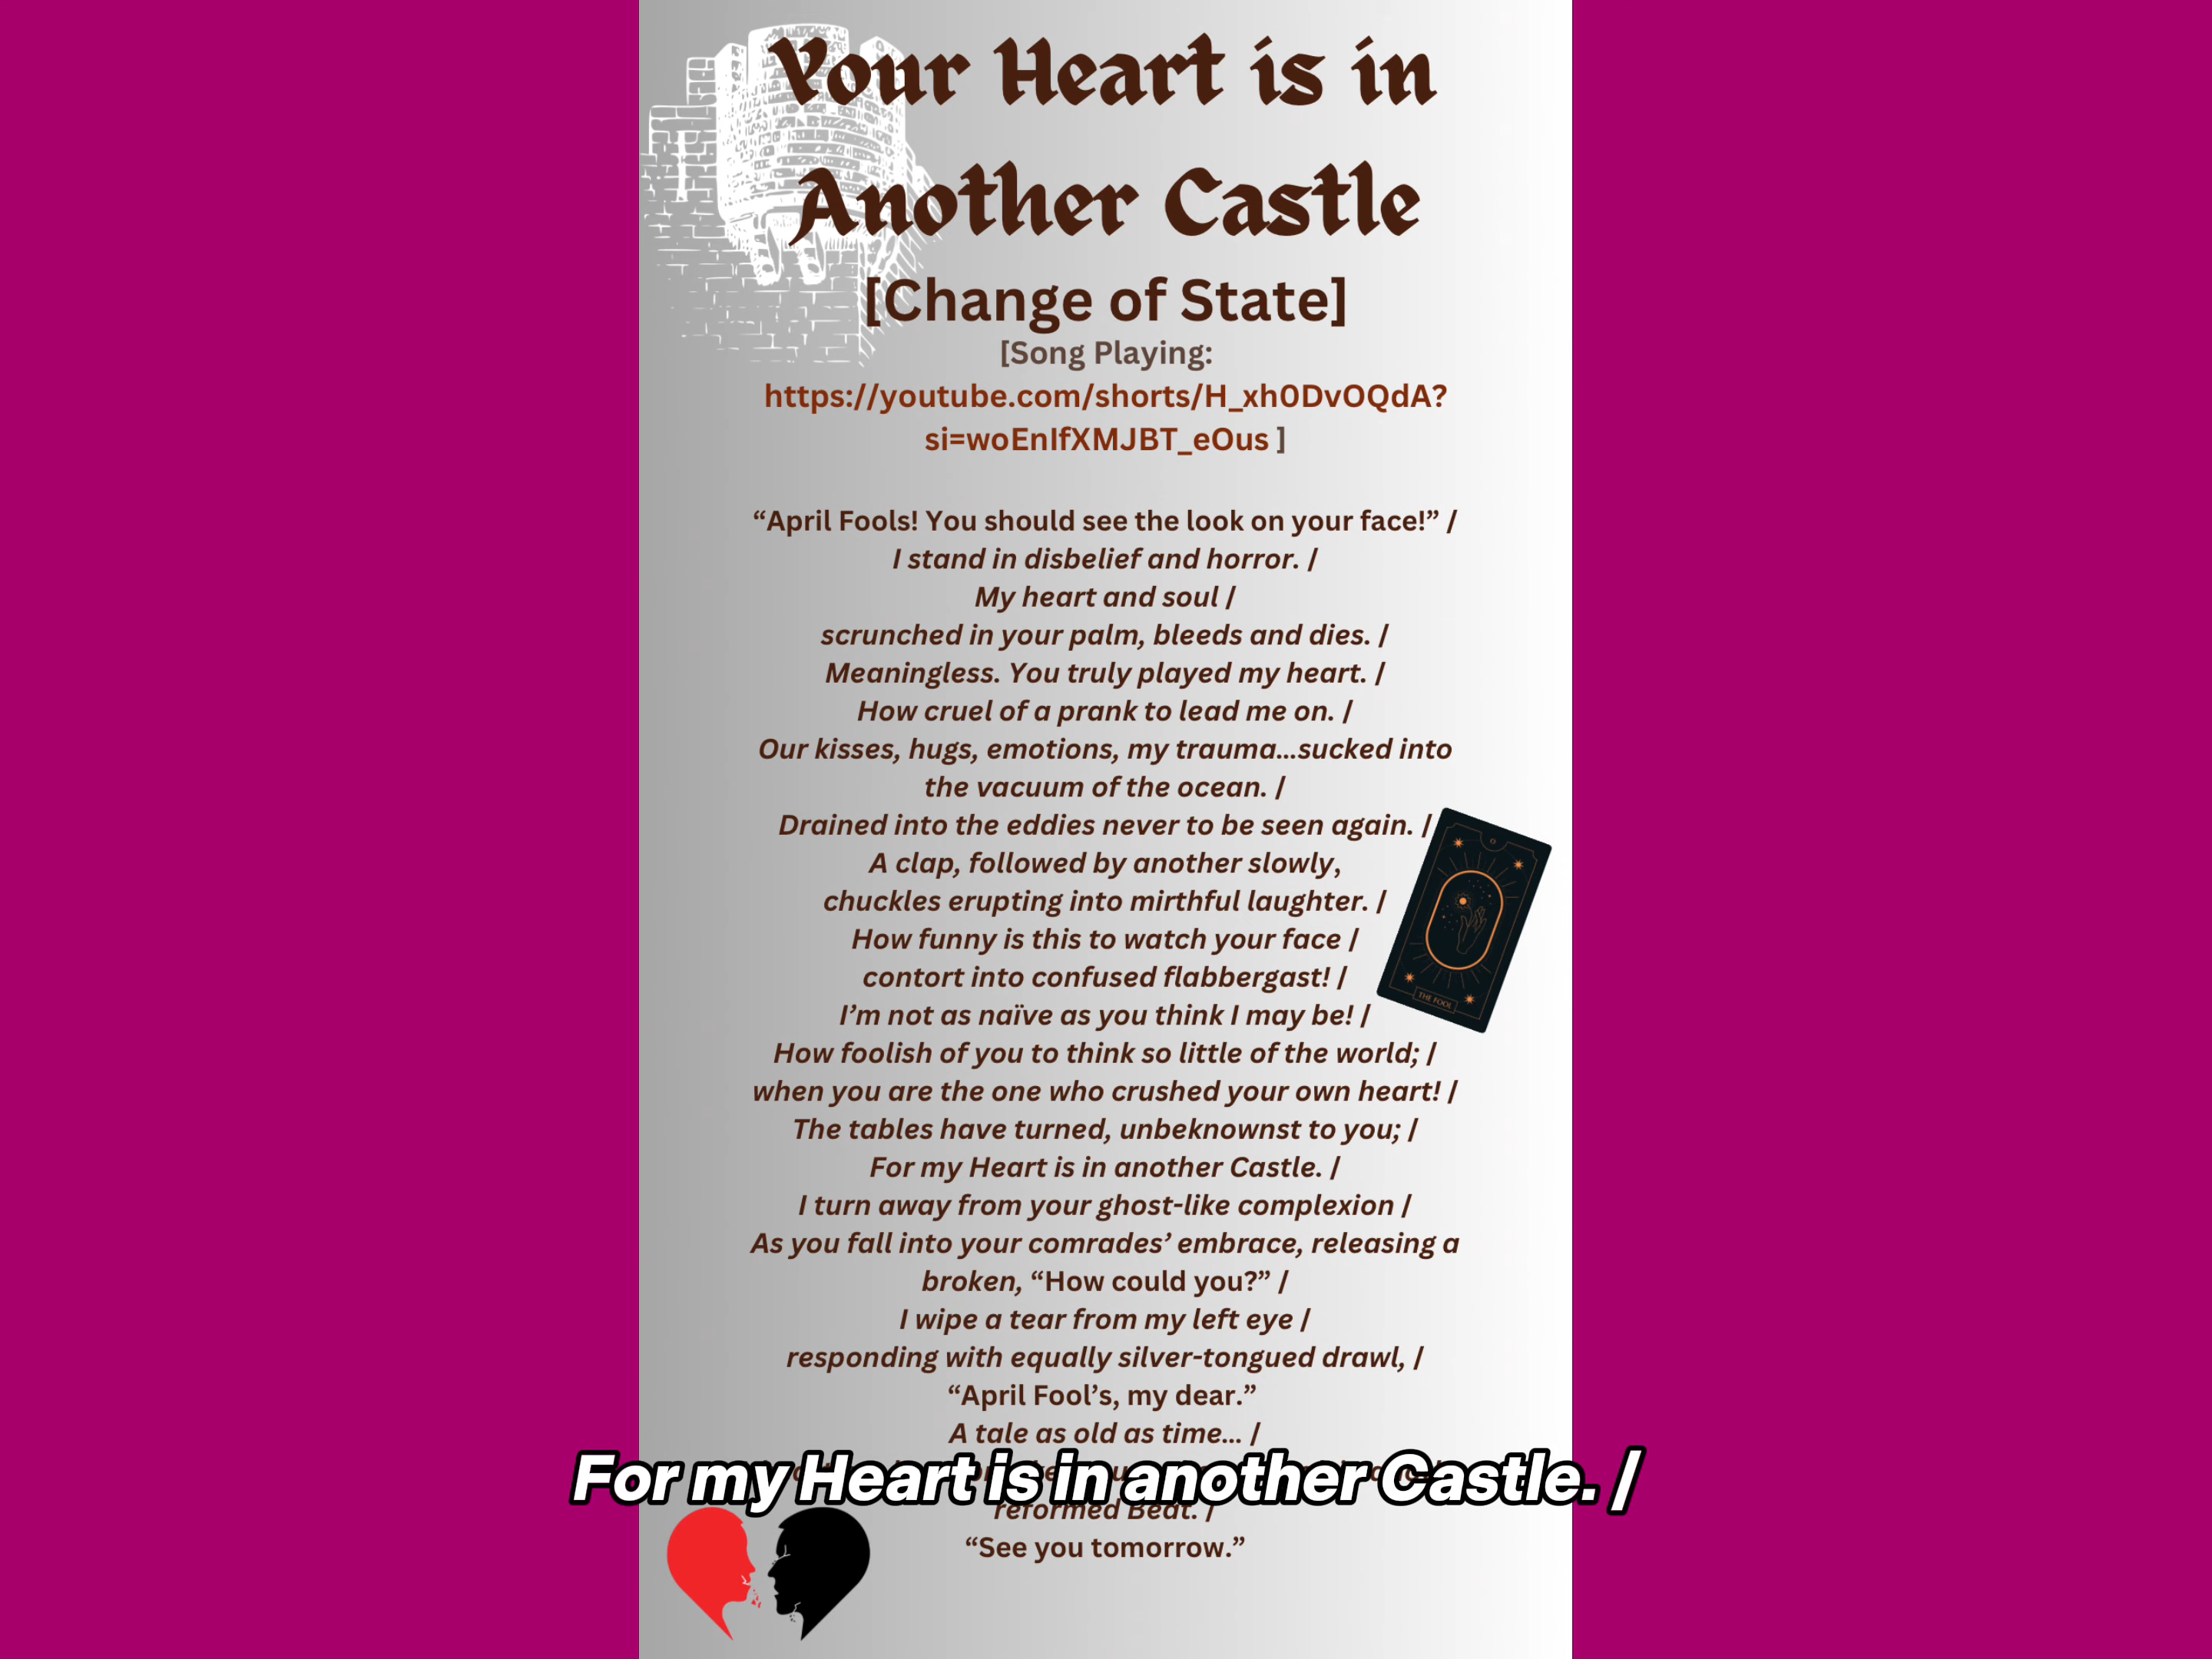 Your Heart is in
Another Castle
[Change of State]
[Song Playing:
https://youtube.com/shorts/H_xh0DvOQdA?
si=woEnIfXMJBT_eOus ]
“April Fools! You should see the look on your face!” /
I stand in disbelief and horror. /
My heart and soul /
scrunched in your palm, bleeds and dies. /
Meaningless. You truly played my heart. /
How cruel of a prank to lead me on. /
Our kisses, hugs, emotions, my trauma...sucked into
the vacuum of the ocean. /
Drained into the eddies never to be seen again. /
A clap, followed by another slowly,
chuckles erupting into mirthful laughter. /
How funny is this to watch your face /
contort into confused flabbergast! /
I’m not as naïve as you think I may be! /
How foolish of you to think so little of the world; /
when you are the one who crushed your own heart! /
The tables have turned, unbeknownst to you; /
For my Heart is in another Castle. /
I turn away from your ghost-like complexion /
As you fall into your comrades’ embrace, releasing a
broken, “How could you?” /
I wipe a tear from my left eye /
responding with equally silver-tongued drawl, /
“April Fool’s, my dear.”
A tale as old as time... /
For my Heart is in another Castle. /
reformed Beat. /
“See you tomorrow.”
0
THE FOOL